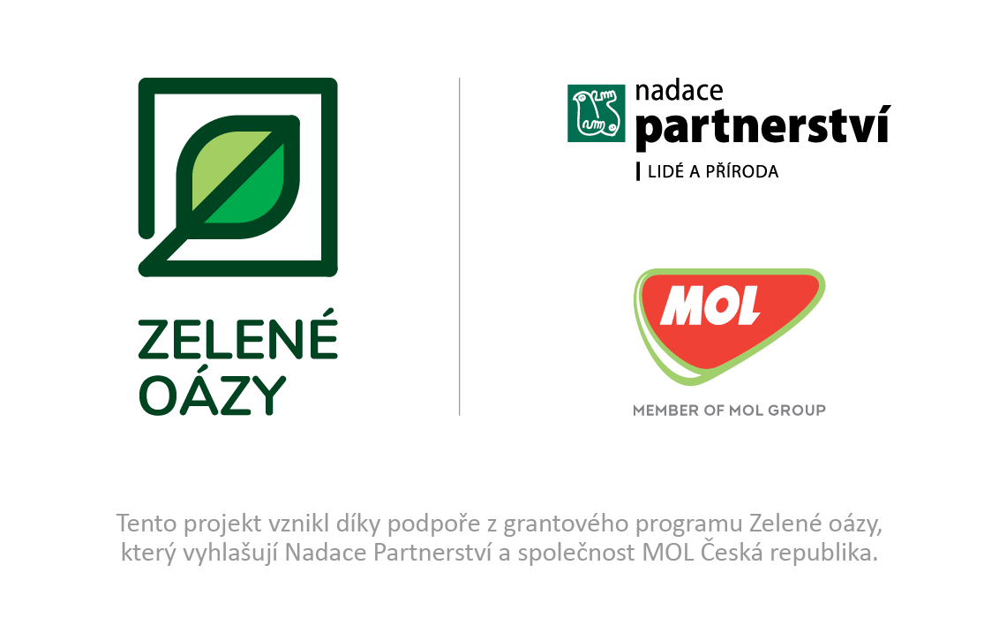 ZELENÉ
OÁZY
nadace
partnerství
LIDÉ A PŘÍRODA
MOL
MEMBER OF MOL GROUP
Tento projekt vznikl díky podpoře z grantového programu Zelené oázy,
který vyhlašují Nadace Partnerství a společnost MOL Česká republika.